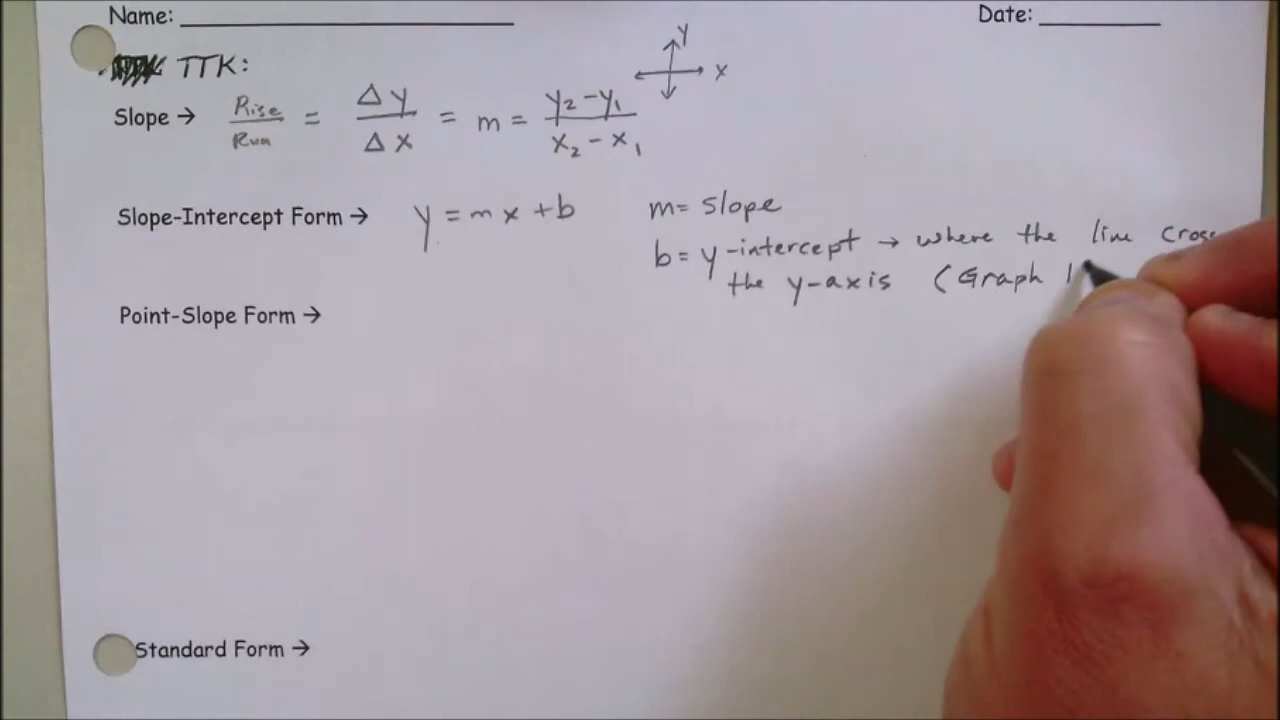 Name: Date:
TTK:
y
x
Slope → Rise/Run = Δy/Δx = m = y₂-y₁/x₂-x₁
Slope-Intercept Form → y = mx + b m = slope
b = y-intercept → where the line
the y-axis (Graph
Point-Slope Form →
Standard Form →